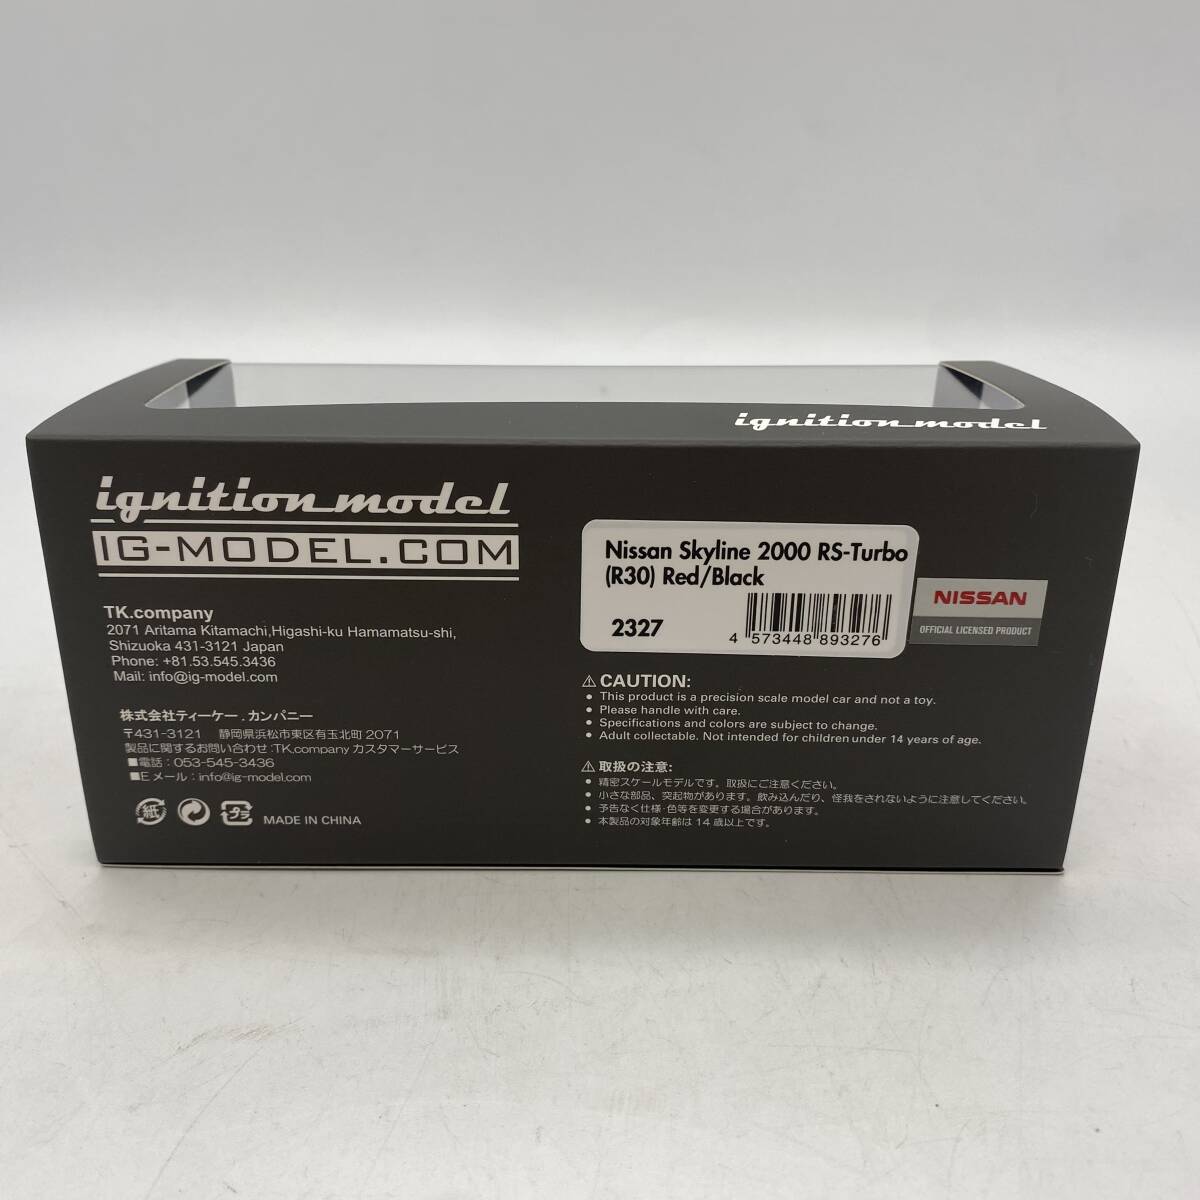 ignition model
ignition model
IG-MODEL.COM
TK.company
2071 Aritama Kitamachi,Higashi-ku Hamamatsu-shi,
Shizuoka 431-3121 Japan
Phone: +81.53.545.3436
Mail: info@ig-model.com
株式会社ティーケー . カンパニー
〒431-3121 静岡県浜松市東区有玉北町 2071
製品に関するお問い合わせ:TK.company カスタマーサービス
■電話 : 053-545-3436
■E メール : info@ig-model.com
紙
プラ
MADE IN CHINA
Nissan Skyline 2000 RS-Turbo
(R30) Red/Black
2327
4 573448 893276
NISSAN
OFFICIAL LICENSED PRODUCT
⚠ CAUTION:
• This product is a precision scale model car and not a toy.
• Please handle with care.
• Specifications and colors are subject to change.
• Adult collectable. Not intended for children under 14 years of age.
⚠ 取扱の注意:
• 精密スケールモデルです。取扱にご注意ください。
• 小さな部品、突起物があります。飲み込んだり、怪我をされないように注意してください。
• 予告なく仕様・色等を変更する場合があります。
• 本製品の対象年齢は 14 歳以上です。